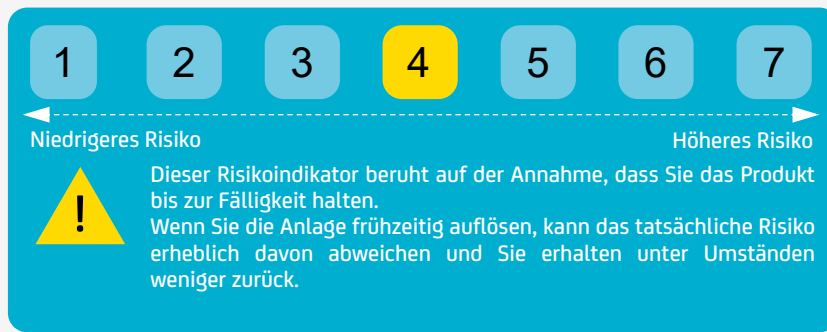 1 2 3 4 5 6 7
Niedrigeres Risiko Höheres Risiko
Dieser Risikoindikator beruht auf der Annahme, dass Sie das Produkt
bis zur Fälligkeit halten.
Wenn Sie die Anlage frühzeitig auflösen, kann das tatsächliche Risiko
erheblich davon abweichen und Sie erhalten unter Umständen
weniger zurück.
!